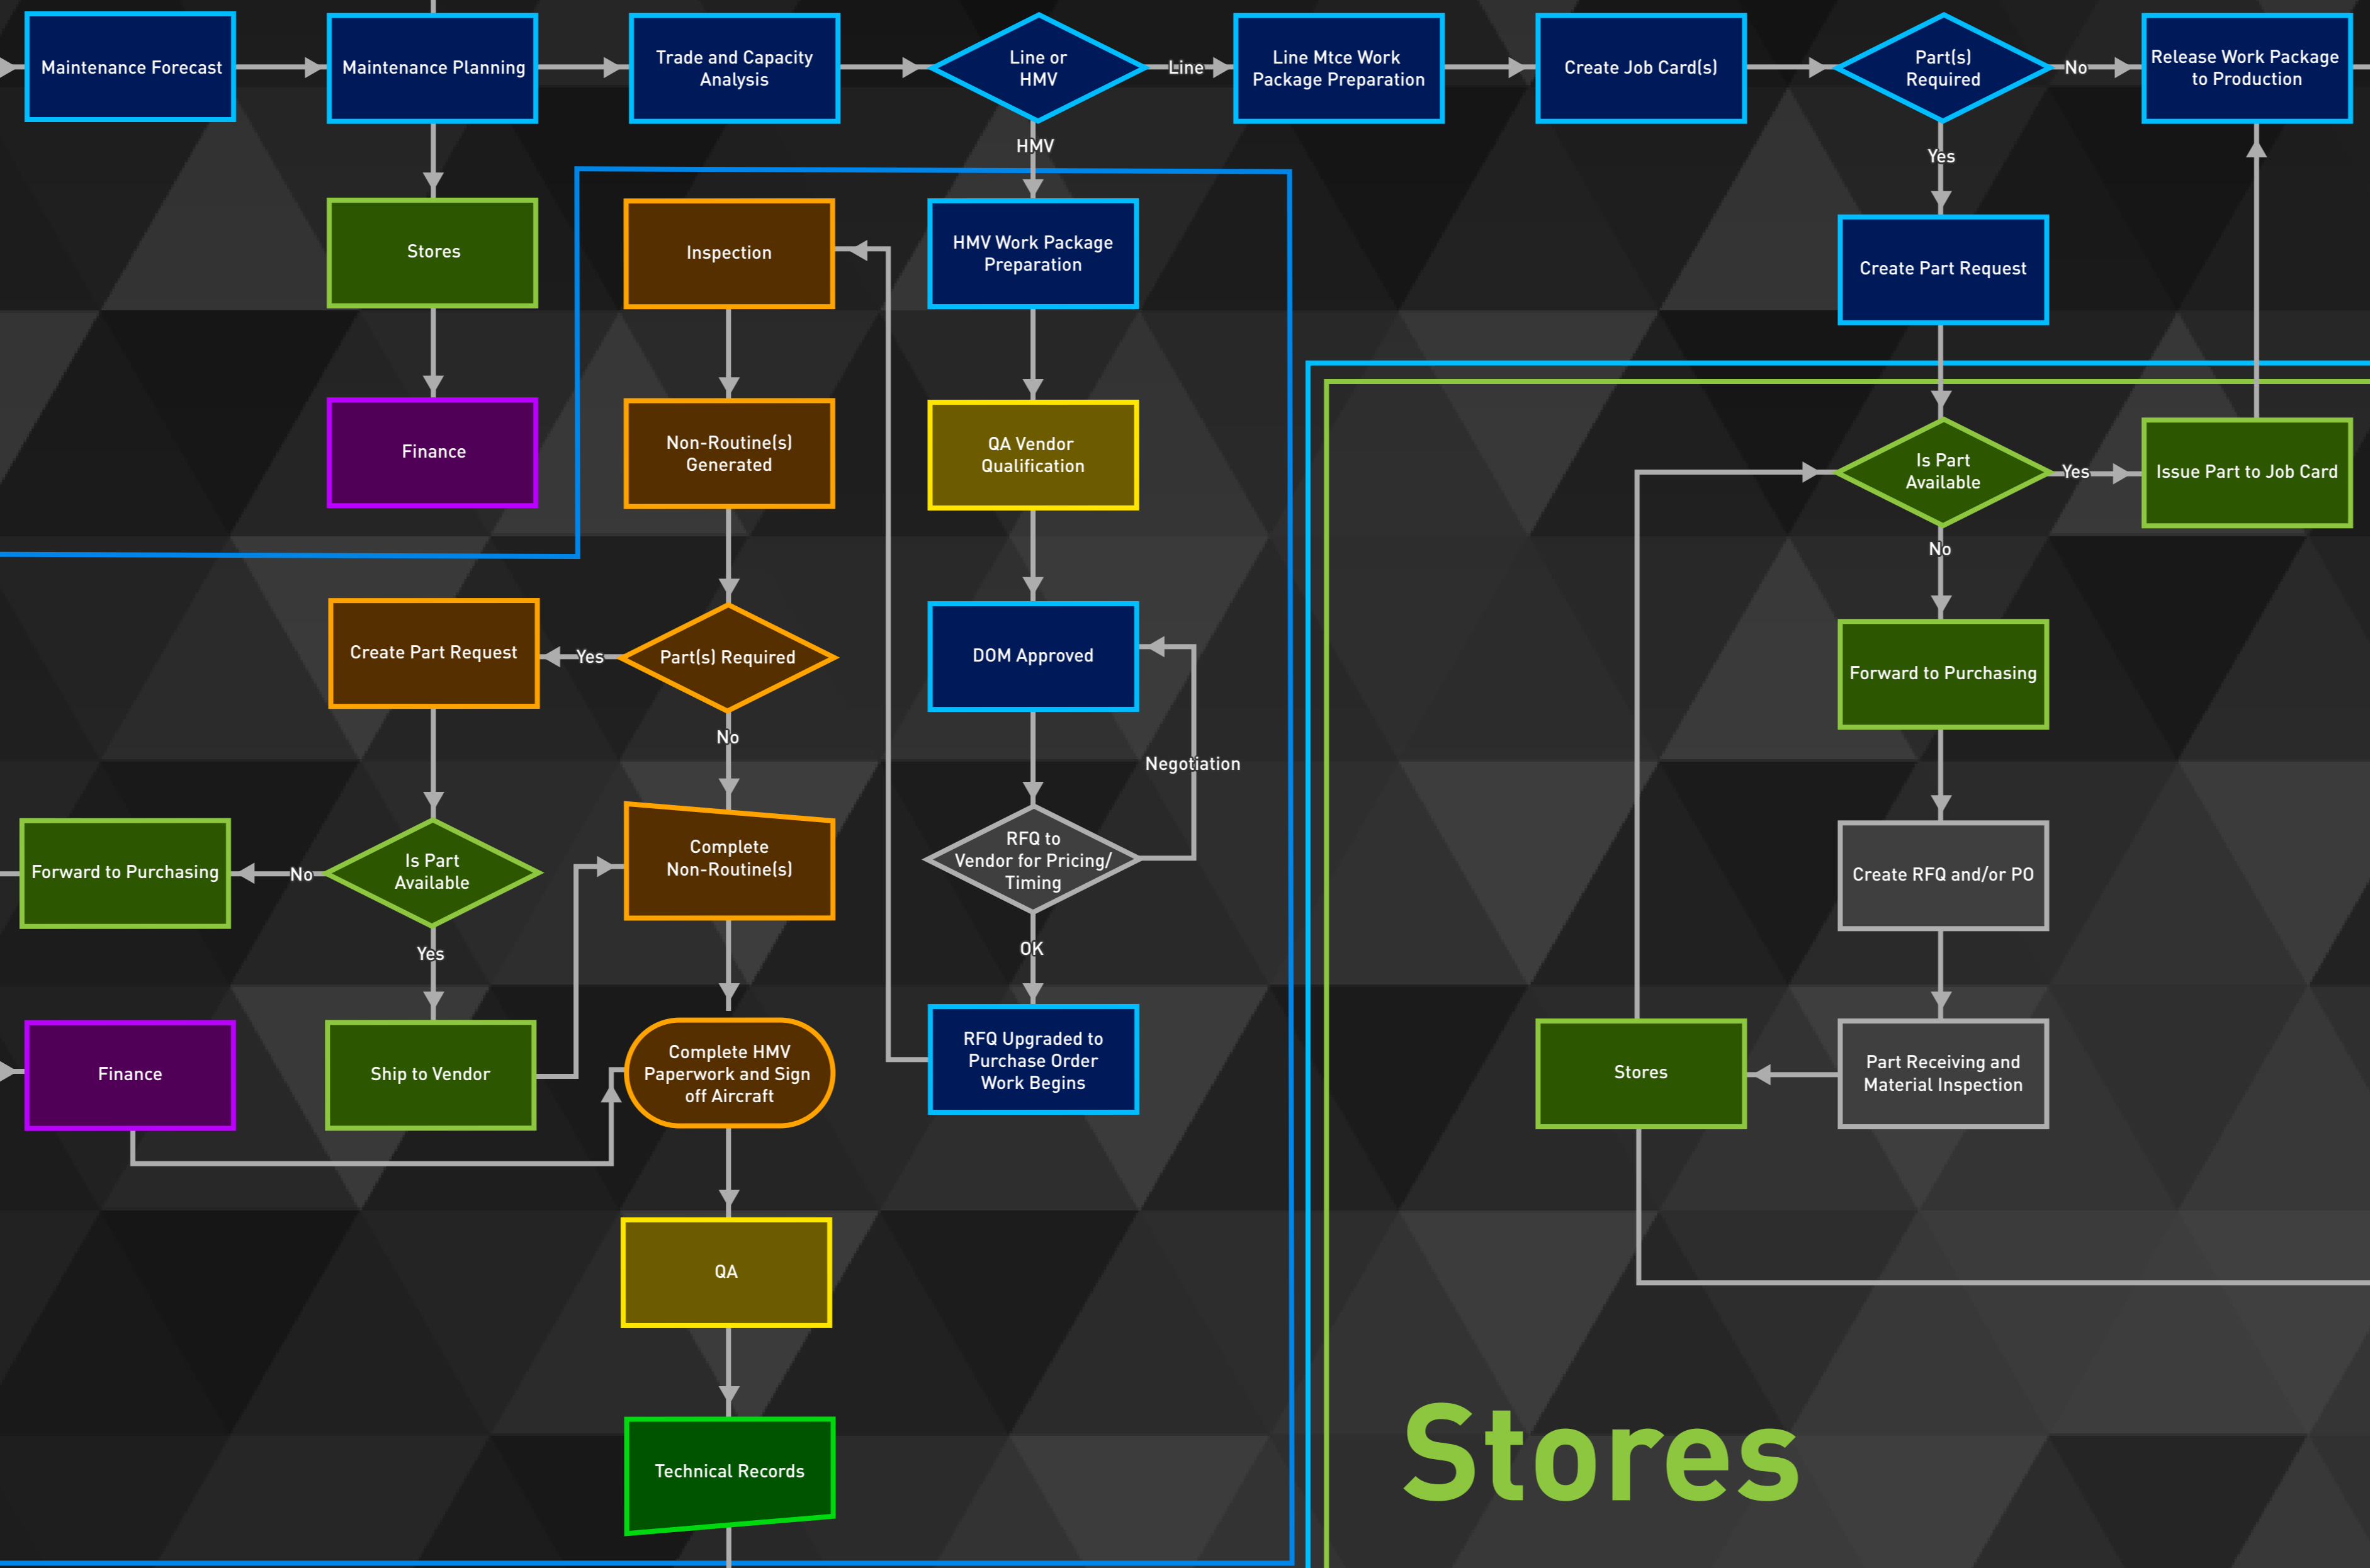 Maintenance Forecast
Maintenance Planning
Trade and Capacity
Analysis
Line or
HMV
Line
Line Mtce Work
Package Preparation
Create Job Card(s)
Part(s)
Required
No
Release Work Package
to Production
HMV
Yes
Stores
Inspection
HMV Work Package
Preparation
Create Part Request
Finance
Non-Routine(s)
Generated
QA Vendor
Qualification
Is Part
Available
Yes
Issue Part to Job Card
No
Create Part Request
Yes
Part(s) Required
DOM Approved
Forward to Purchasing
No
Negotiation
Forward to Purchasing
No
Is Part
Available
Complete
Non-Routine(s)
RFQ to
Vendor for Pricing/
Timing
Create RFQ and/or PO
Yes
OK
Finance
Ship to Vendor
Complete HMV
Paperwork and Sign
off Aircraft
RFQ Upgraded to
Purchase Order
Work Begins
Stores
Part Receiving and
Material Inspection
QA
Technical Records
Stores